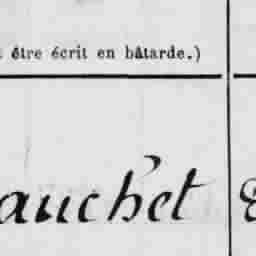 être écrit en bâtarde.)
auchet